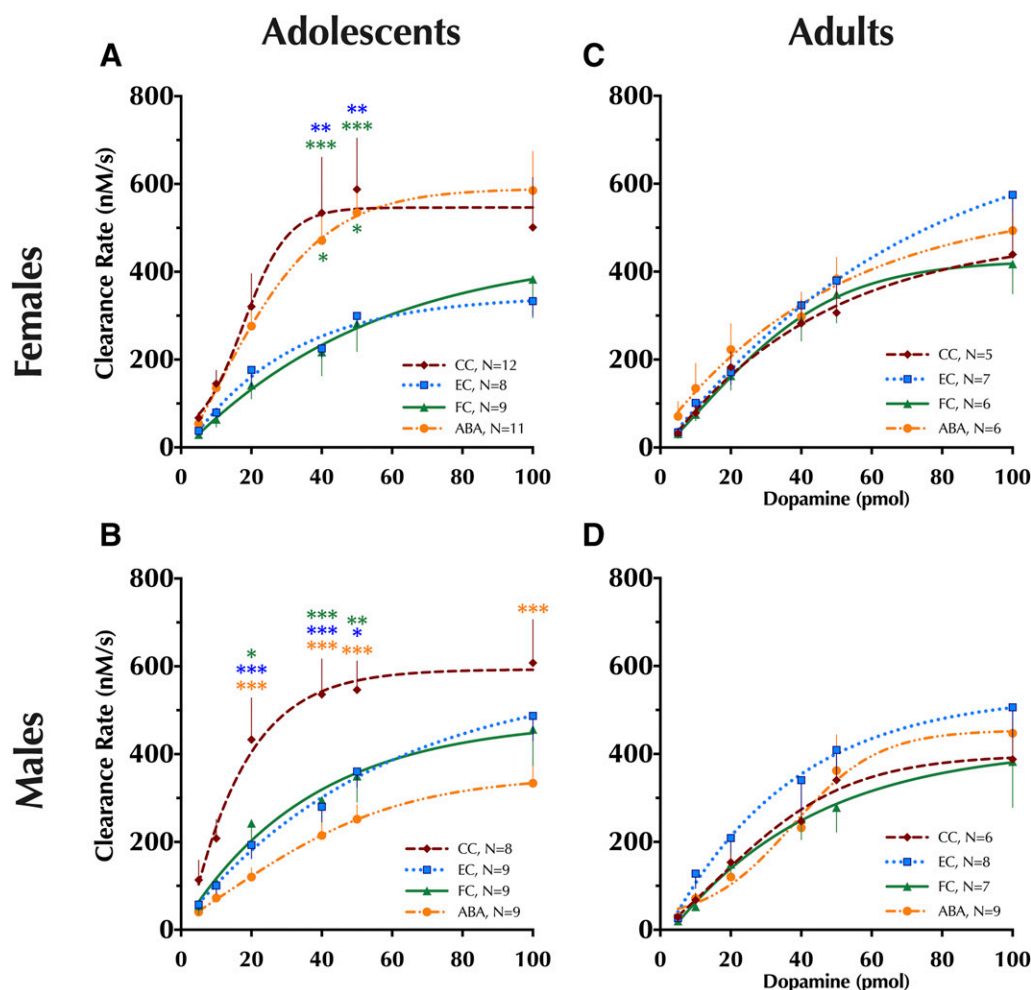 Adolescents
Adults
Females
Males
A
800
600
400
200
0
Clearance Rate (nM/s)
**
***
**
***
*
*
CC, N=12
EC, N=8
FC, N=9
ABA, N=11
0 20 40 60 80 100
C
800
600
400
200
0
Clearance Rate (nM/s)
CC, N=5
EC, N=7
FC, N=6
ABA, N=6
0 20 40 60 80 100
Dopamine (pmol)
B
800
600
400
200
0
Clearance Rate (nM/s)
*
***
***
***
***
***
**
*
***
***
CC, N=8
EC, N=9
FC, N=9
ABA, N=9
0 20 40 60 80 100
D
800
600
400
200
0
CC, N=6
EC, N=8
FC, N=7
ABA, N=9
0 20 40 60 80 100
Dopamine (pmol)